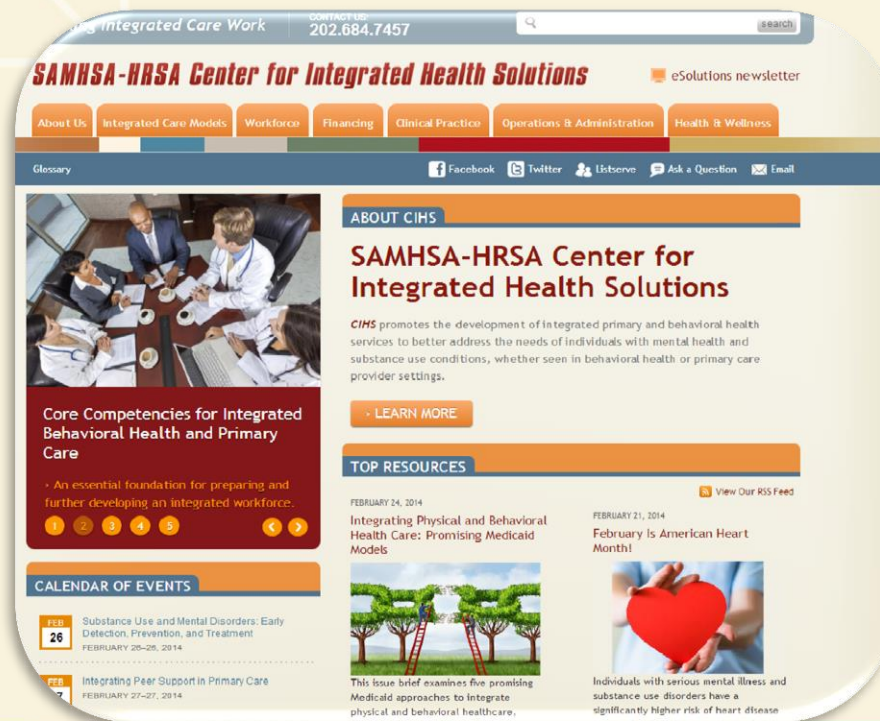 Integrated Care Work
CONTACT US:
202.684.7457
search
SAMHSA-HRSA Center for Integrated Health Solutions
eSolutions newsletter
About Us
Integrated Care Models
Workforce
Financing
Clinical Practice
Operations & Administration
Health & Wellness
Glossary
Facebook
Twitter
Listserve
Ask a Question
Email
Core Competencies for Integrated
Behavioral Health and Primary
Care
› An essential foundation for preparing and
further developing an integrated workforce.
1 2 3 4 5
ABOUT CIHS
SAMHSA-HRSA Center for
Integrated Health Solutions
CIHS promotes the development of integrated primary and behavioral health
services to better address the needs of individuals with mental health and
substance use conditions, whether seen in behavioral health or primary care
provider settings.
› LEARN MORE
CALENDAR OF EVENTS
FEB
26
Substance Use and Mental Disorders: Early
Detection, Prevention, and Treatment
FEBRUARY 26-26, 2014
FEB
Integrating Peer Support in Primary Care
FEBRUARY 27-27, 2014
TOP RESOURCES
View Our RSS Feed
FEBRUARY 24, 2014
Integrating Physical and Behavioral
Health Care: Promising Medicaid
Models
This issue brief examines five promising
Medicaid approaches to integrate
physical and behavioral healthcare.
FEBRUARY 21, 2014
February Is American Heart
Month!
Individuals with serious mental illness and
substance use disorders have a
significantly higher risk of heart disease